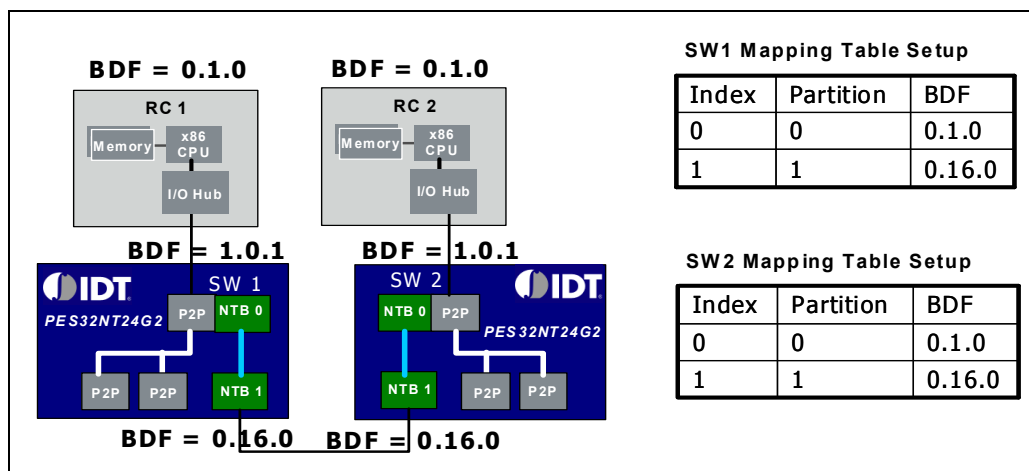 BDF = 0.1.0
RC 1
Memory
x86
CPU
I/O Hub
BDF = 1.0.1
IDT
SW 1
PES32NT24G2
P2P
NTB 0
P2P
P2P
NTB 1
BDF = 0.16.0
BDF = 0.1.0
RC 2
Memory
x86
CPU
I/O Hub
BDF = 1.0.1
SW 2
IDT
NTB 0
P2P
PES32NT24G2
NTB 1
P2P
P2P
BDF = 0.16.0
SW1 Mapping Table Setup
Index Partition BDF
0 0 0.1.0
1 1 0.16.0
SW2 Mapping Table Setup
Index Partition BDF
0 0 0.1.0
1 1 0.16.0